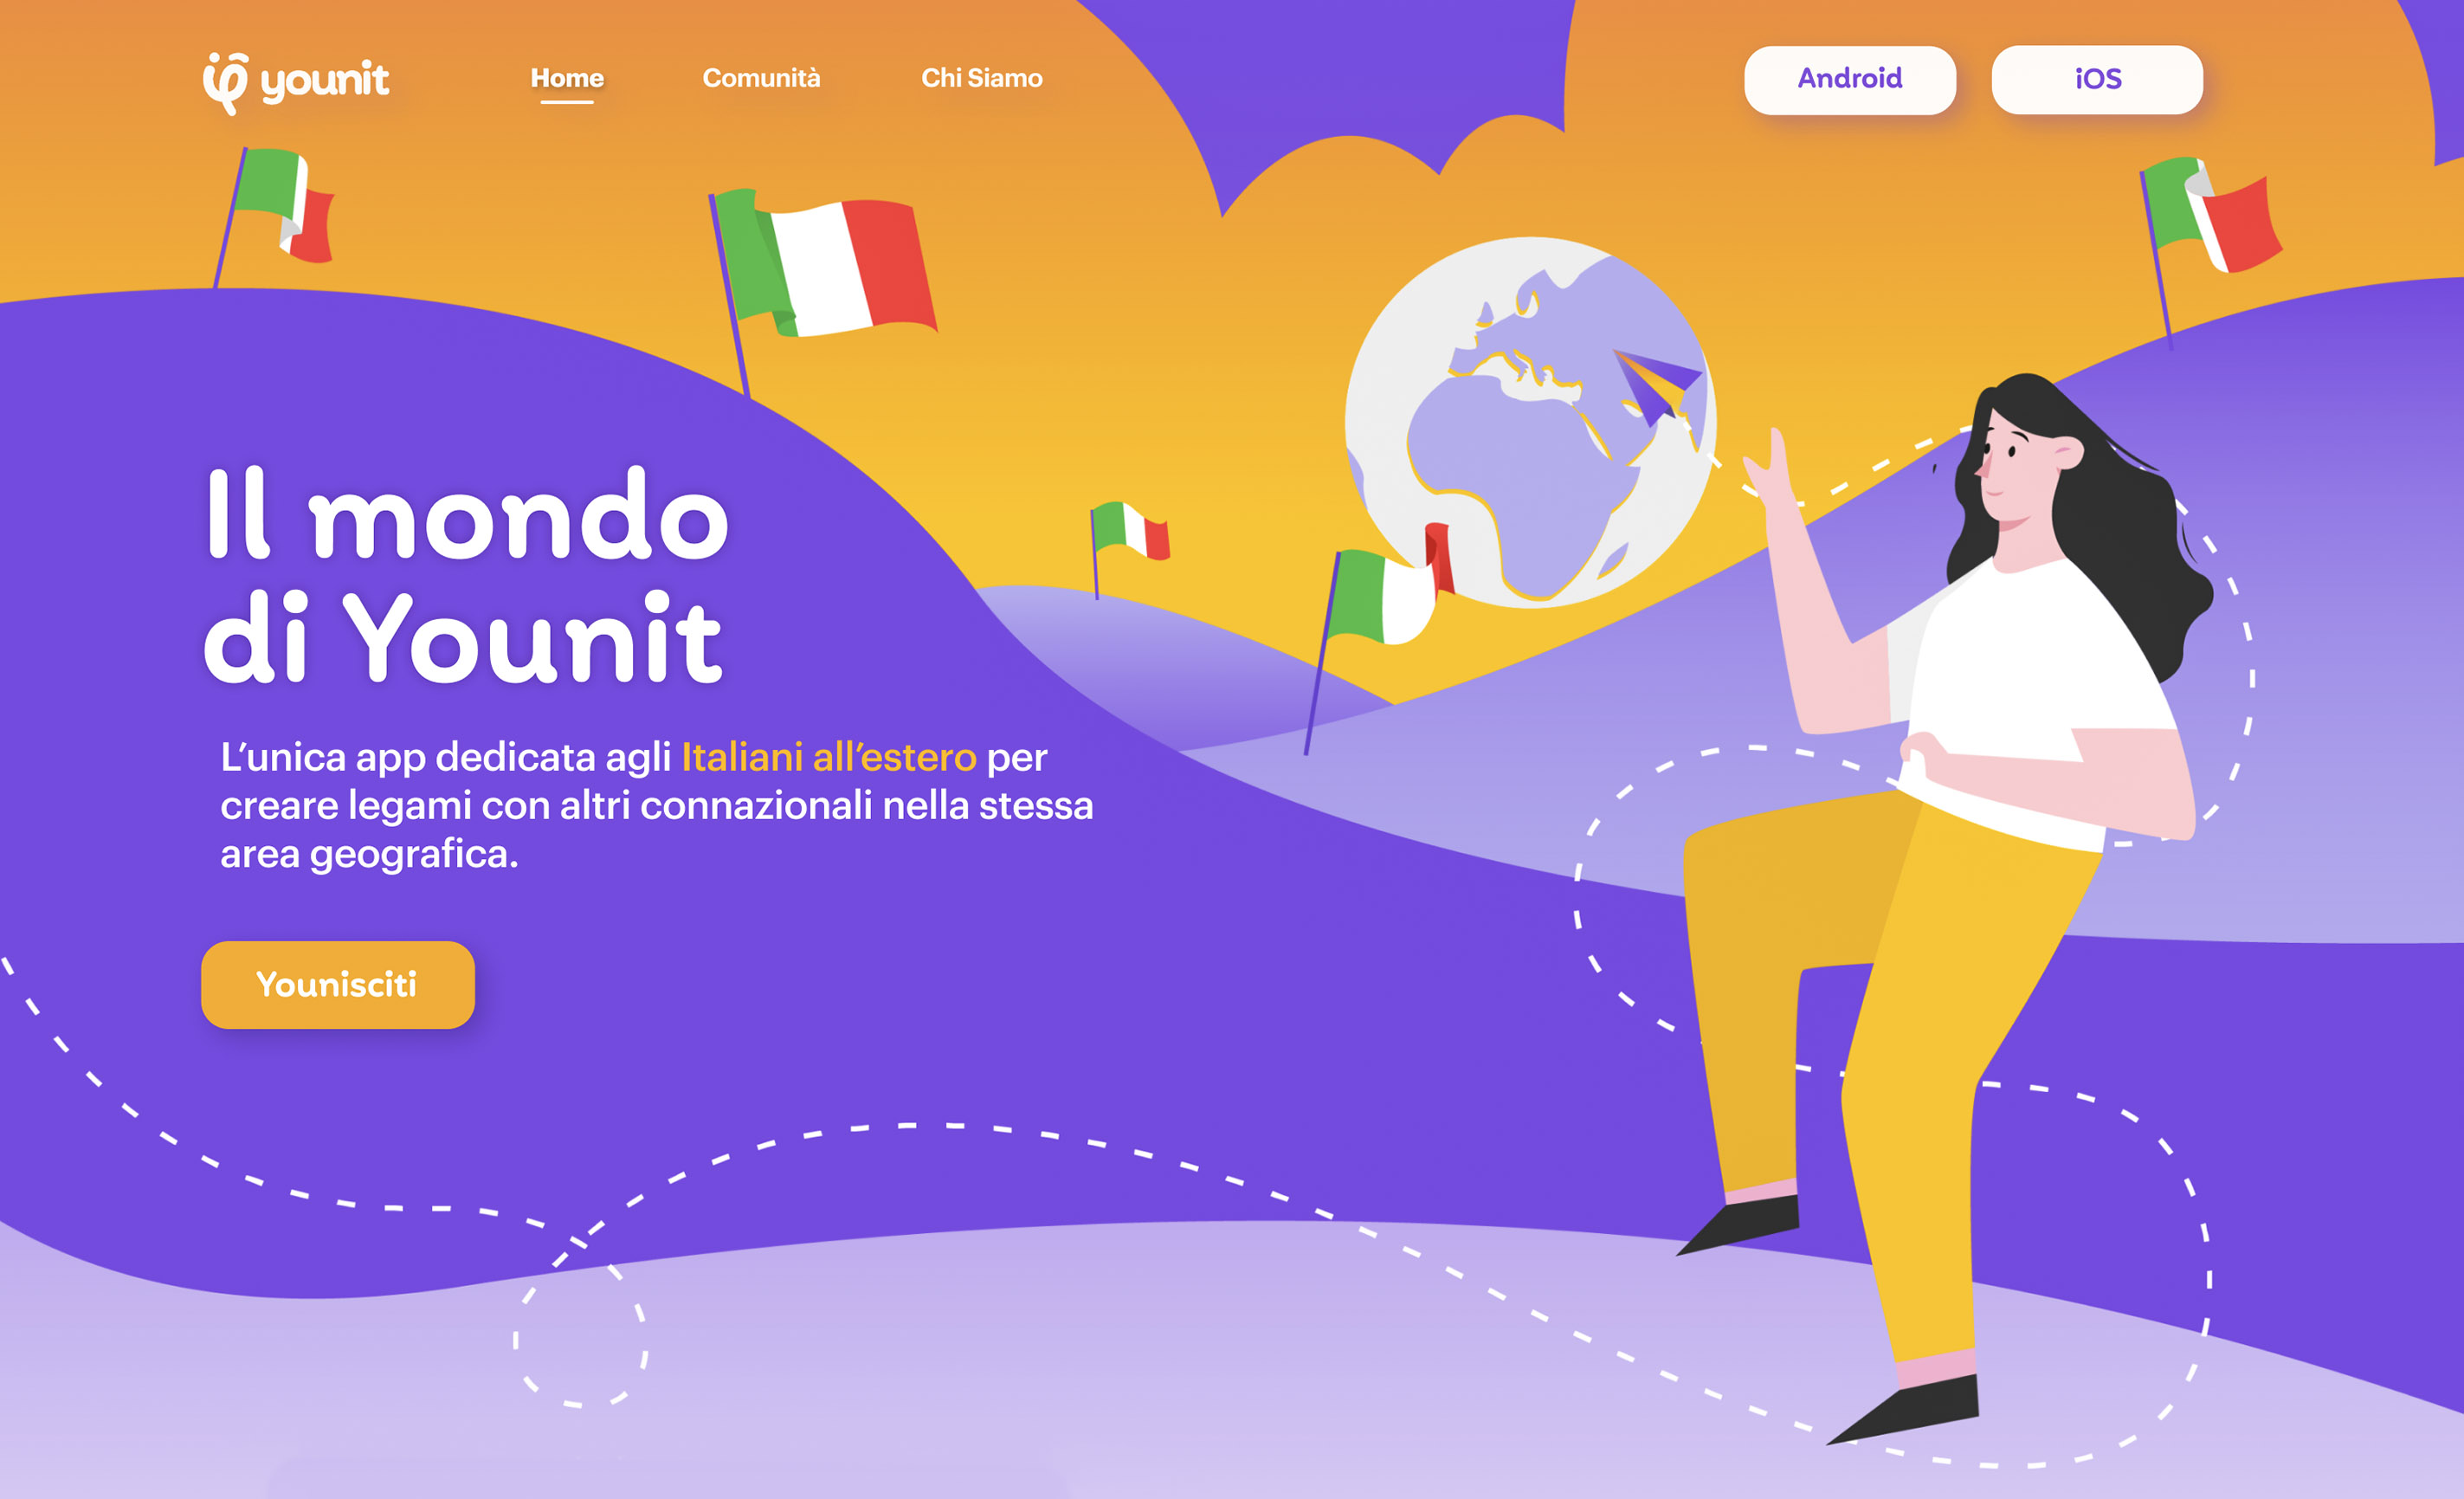 younit
Home
Comunità
Chi Siamo
Android
iOS
Il mondo
di Younit
L'unica app dedicata agli Italiani all'estero per
creare legami con altri connazionali nella stessa
area geografica.
Younisciti